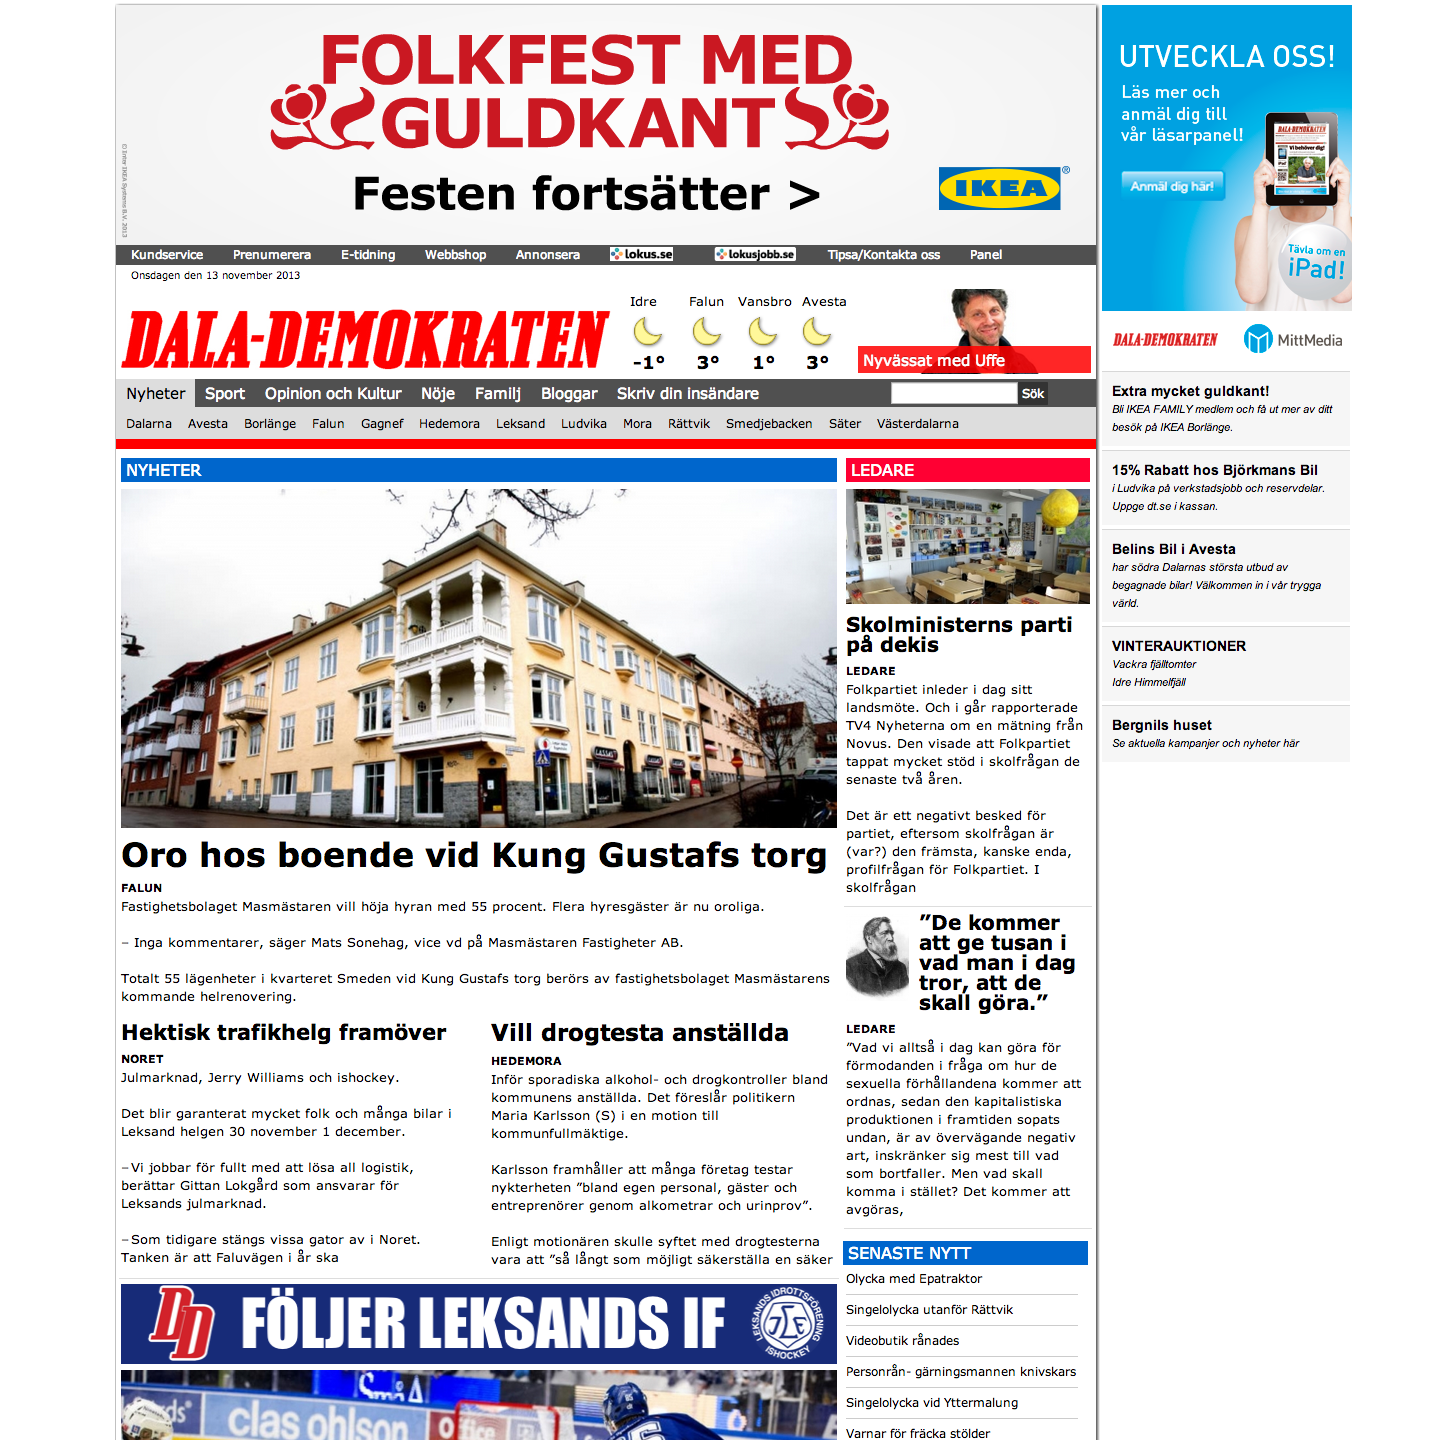 FOLKFEST MED
GULDKANT
Festen fortsätter >
IKEA®
© Inter IKEA Systems B.V. 2013
UTVECKLA OSS!
Läs mer och
anmäl dig till
vår läsarpanel!
Anmäl dig här!
DALA-DEMOKRATEN
Vi behöver dig!
Tävla om en
iPad!
Kundservice Prenumerera E-tidning Webbshop Annonsera lokus.se lokusjobb.se Tipsa/Kontakta oss Panel
Onsdagen den 13 november 2013
DALA-DEMOKRATEN
Idre Falun Vansbro Avesta
-1° 3° 1° 3°
Nyvässat med Uffe
DALA-DEMOKRATEN MittMedia
Nyheter Sport Opinion och Kultur Nöje Familj Bloggar Skriv din insändare Sök
Dalarna Avesta Borlänge Falun Gagnef Hedemora Leksand Ludvika Mora Rättvik Smedjebacken Säter Västerdalarna
Extra mycket guldkant!
Bli IKEA FAMILY medlem och få ut mer av ditt
besök på IKEA Borlänge.
15% Rabatt hos Björkmans Bil
i Ludvika på verkstadsjobb och reservdelar.
Uppge dt.se i kassan.
Belins Bil i Avesta
har södra Dalarnas största utbud av
begagnade bilar! Välkommen in i vår trygga
värld.
VINTERAUKTIONER
Vackra fjälltomter
Idre Himmelfjäll
Bergnils huset
Se aktuella kampanjer och nyheter här
NYHETER
Oro hos boende vid Kung Gustafs torg
FALUN
Fastighetsbolaget Masmästaren vill höja hyran med 55 procent. Flera hyresgäster är nu oroliga.
– Inga kommentarer, säger Mats Sonehag, vice vd på Masmästaren Fastigheter AB.
Totalt 55 lägenheter i kvarteret Smeden vid Kung Gustafs torg berörs av fastighetsbolaget Masmästarens
kommande helrenovering.
Hektisk trafikhelg framöver
NORET
Julmarknad, Jerry Williams och ishockey.
Det blir garanterat mycket folk och många bilar i
Leksand helgen 30 november 1 december.
–Vi jobbar för fullt med att lösa all logistik,
berättar Gittan Lokgård som ansvarar för
Leksands julmarknad.
–Som tidigare stängs vissa gator av i Noret.
Tanken är att Faluvägen i år ska
Vill drogtesta anställda
HEDEMORA
Inför sporadiska alkohol- och drogkontroller bland
kommunens anställda. Det föreslår politikern
Maria Karlsson (S) i en motion till
kommunfullmäktige.
Karlsson framhåller att många företag testar
nykterheten ”bland egen personal, gäster och
entreprenörer genom alkometrar och urinprov”.
Enligt motionären skulle syftet med drogtesterna
vara att ”så långt som möjligt säkerställa en säker
DD FÖLJER LEKSANDS IF
LEKSANDS IDROTTSFÖRENING
ISHOCKEY
clas ohlson
Office
LEDARE
Skolministerns parti
på dekis
LEDARE
Folkpartiet inleder i dag sitt
landsmöte. Och i går rapporterade
TV4 Nyheterna om en mätning från
Novus. Den visade att Folkpartiet
tappat mycket stöd i skolfrågan de
senaste två åren.
Det är ett negativt besked för
partiet, eftersom skolfrågan är
(var?) den främsta, kanske enda,
profilfrågan för Folkpartiet. I
skolfrågan
”De kommer
att ge tusan i
vad man i dag
tror, att de
skall göra.”
LEDARE
”Vad vi alltså i dag kan göra för
förmodanden i fråga om hur de
sexuella förhållandena kommer att
ordnas, sedan den kapitalistiska
produktionen i framtiden sopats
undan, är av övervägande negativ
art, inskränker sig mest till vad
som bortfaller. Men vad skall
komma i stället? Det kommer att
avgöras,
SENASTE NYTT
Olycka med Epatraktor
Singelolycka utanför Rättvik
Videobutik rånades
Personrån- gärningsmannen knivskars
Singelolycka vid Yttermalung
Varnar för fräcka stölder